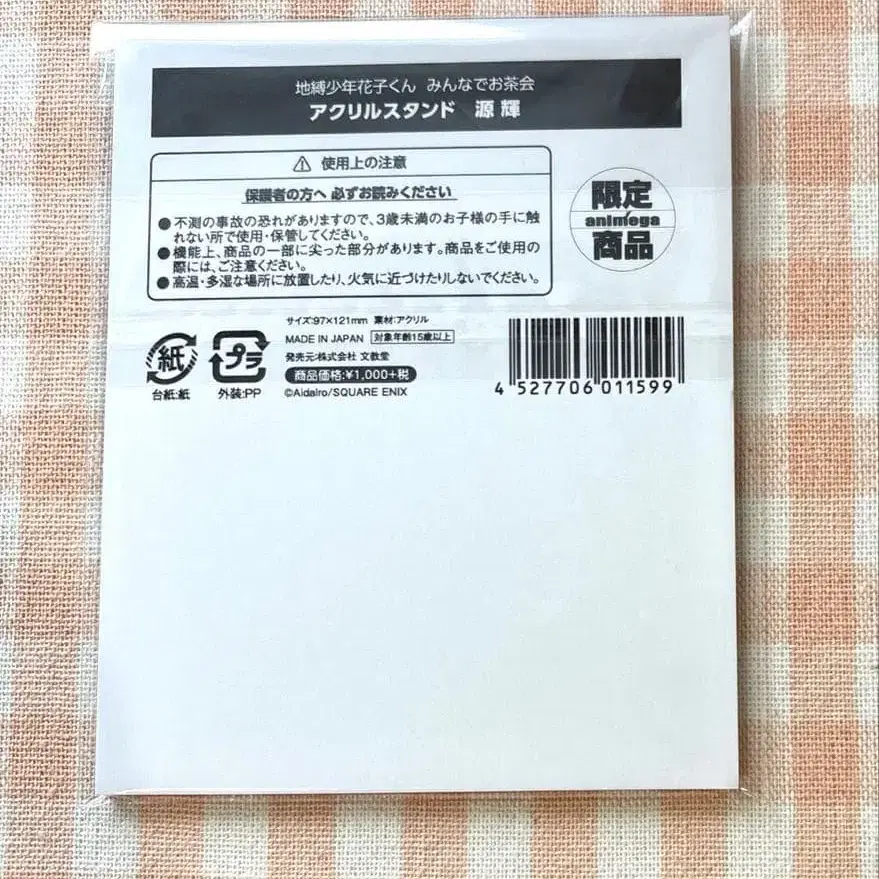 地縛少年花子くん みんなでお茶会
アクリルスタンド 源 輝
⚠ 使用上の注意
保護者の方へ 必ずお読みください
●不測の事故の恐れがありますので、3歳未満のお子様の手に触
れない所で使用・保管してください。
●機能上、商品の一部に尖った部分があります。商品をご使用の
際には、ご注意ください。
●高温・多湿な場所に放置したり、火気に近づけたりしないでください。
限定
animega
商品
紙
台紙:紙
プラ
外装:PP
サイズ:97×121mm 素材:アクリル
MADE IN JAPAN 対象年齢15歳以上
発売元:株式会社 文教堂
商品価格:¥1,000+税
©AidaIro/SQUARE ENIX
4 527706 011599